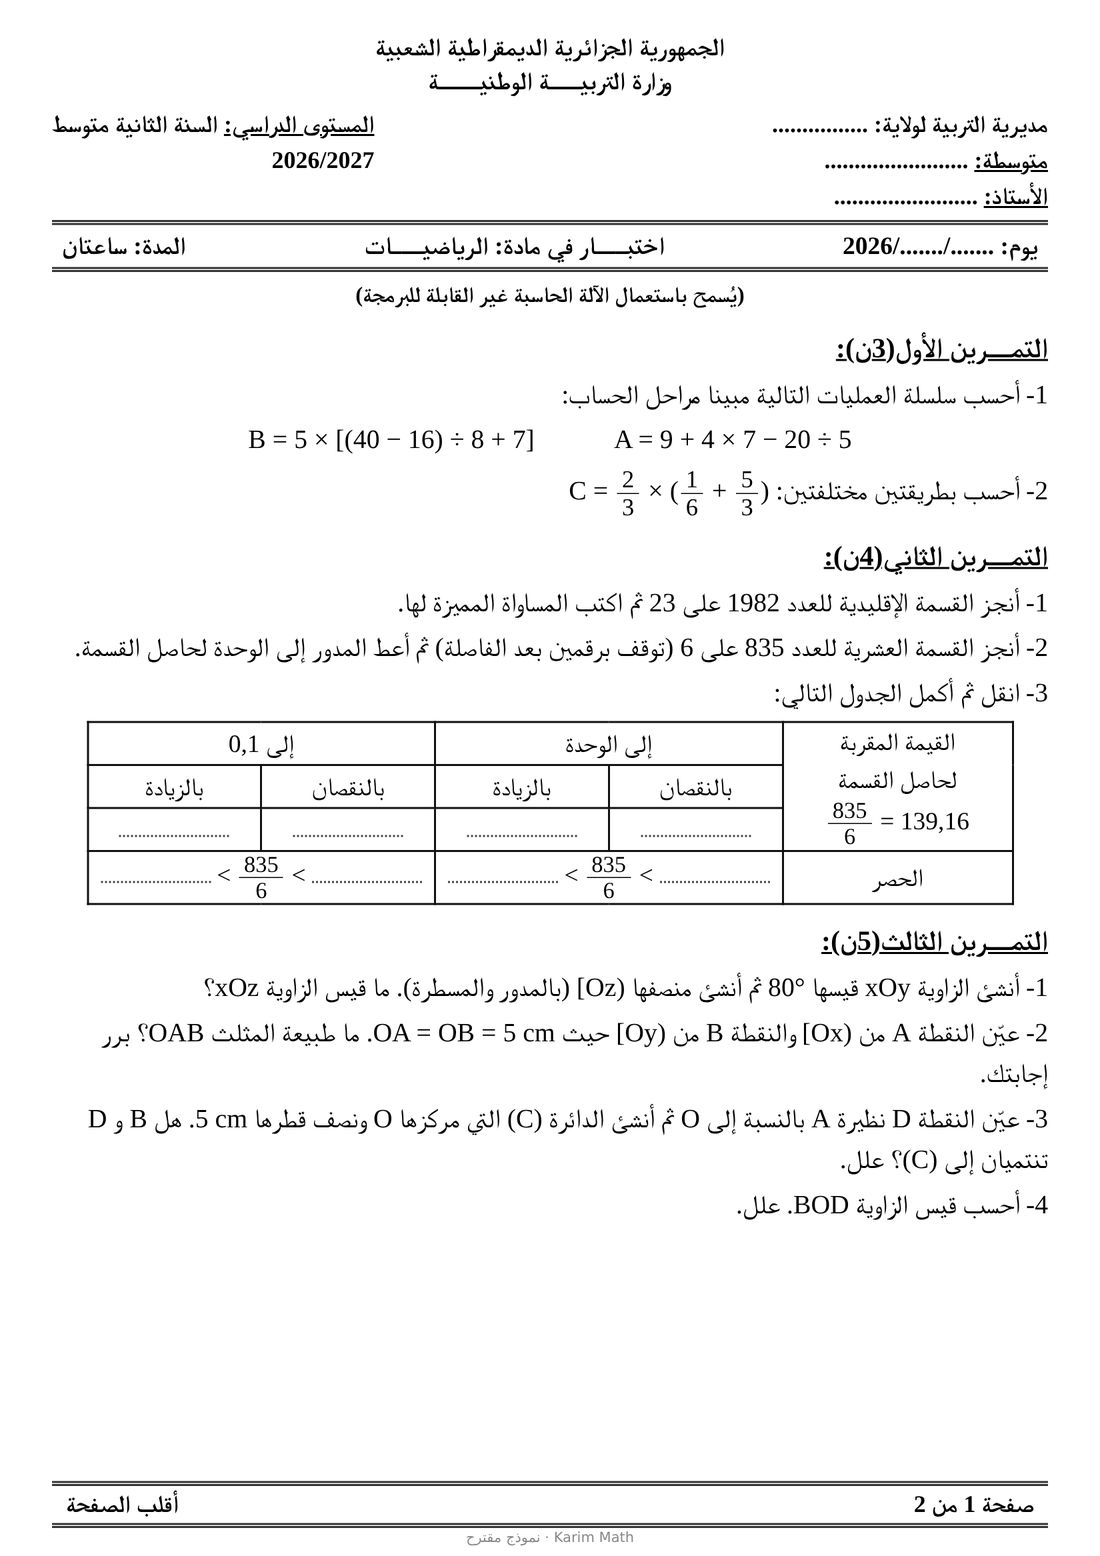 الجمهورية الجزائرية الديمقراطية الشعبية
وزارة التربيـــــة الوطنيـــــــة
مديرية التربية لولاية: ................
المستوى الدراسي: السنة الثانية متوسط
متوسطة: ........................
2026/2027
الأستاذ: ........................
يوم: ......./......./2026 اختبـــــار في مادة: الرياضيـــــات المدة: ساعتان
(يُسمح باستعمال الآلة الحاسبة غير القابلة للبرمجة)
التمـــرين الأول(3ن):
1- أحسب سلسلة العمليات التالية مبينا مراحل الحساب:
A = 9 + 4 × 7 − 20 ÷ 5
B = 5 × [(40 − 16) ÷ 8 + 7]
2- أحسب بطريقتين مختلفتين: C = 2/3 × (1/6 + 5/3)
التمـــرين الثاني(4ن):
1- أنجز القسمة الإقليدية للعدد 1982 على 23 ثم اكتب المساواة المميزة لها.
2- أنجز القسمة العشرية للعدد 835 على 6 (توقف برقمين بعد الفاصلة) ثم أعط المدور إلى الوحدة لحاصل القسمة.
3- انقل ثم أكمل الجدول التالي:
القيمة المقربة
لحاصل القسمة
835/6 = 139,16
إلى الوحدة
إلى 0,1
بالنقصان
بالزيادة
بالنقصان
بالزيادة
..........................
..........................
..........................
..........................
الحصر
.......................... < 835/6 < ..........................
.......................... < 835/6 < ..........................
التمـــرين الثالث(5ن):
1- أنشئ الزاوية xOy قيسها 80° ثم أنشئ منصفها [Oz) (بالمدور والمسطرة). ما قيس الزاوية xOz؟
2- عيّن النقطة A من [Ox) والنقطة B من [Oy) حيث OA = OB = 5 cm. ما طبيعة المثلث OAB؟ برر
إجابتك.
3- عيّن النقطة D نظيرة A بالنسبة إلى O ثم أنشئ الدائرة (C) التي مركزها O ونصف قطرها 5 cm. هل B و D
تنتميان إلى (C)؟ علل.
4- أحسب قيس الزاوية BOD. علل.
صفحة 1 من 2
أقلب الصفحة
نموذج مقترح · Karim Math